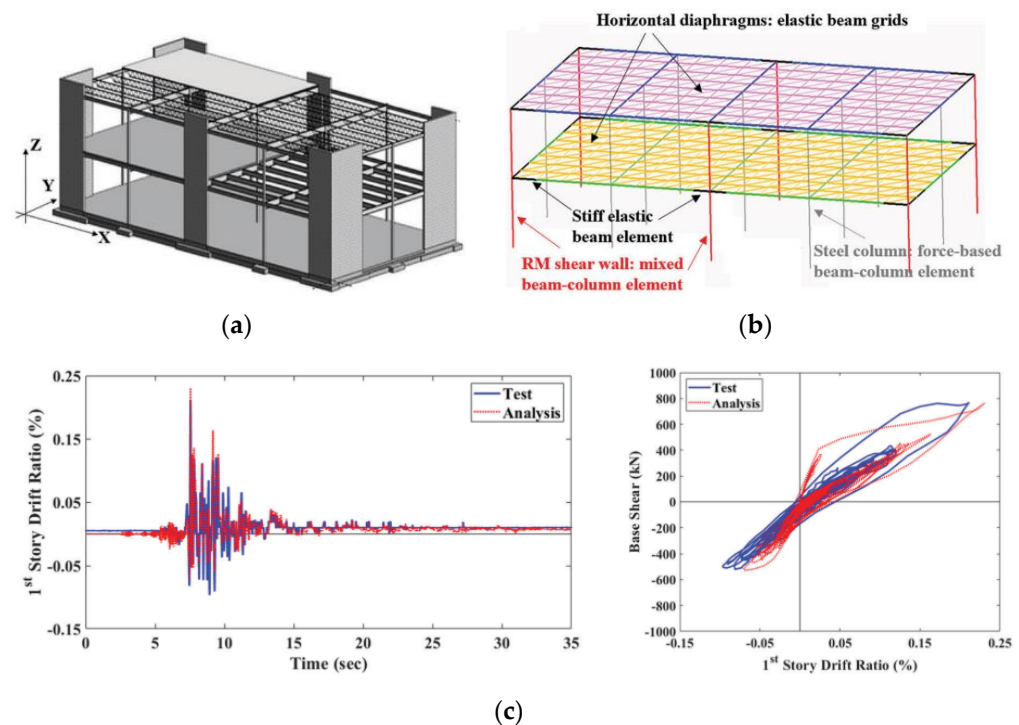 Z
Y
X
(a)
Horizontal diaphragms: elastic beam grids
Stiff elastic
beam element
RM shear wall: mixed
beam-column element
Steel column: force-based
beam-column element
(b)
0.25
0.15
0.05
-0.05
-0.15
1st Story Drift Ratio (%)
Test
Analysis
0
5
10
15
20
25
30
35
Time (sec)
1000
800
600
400
200
0
-200
-400
-600
-800
-1000
Base Shear (kN)
Test
Analysis
-0.15
-0.05
0.05
0.15
0.25
1st Story Drift Ratio (%)
(c)